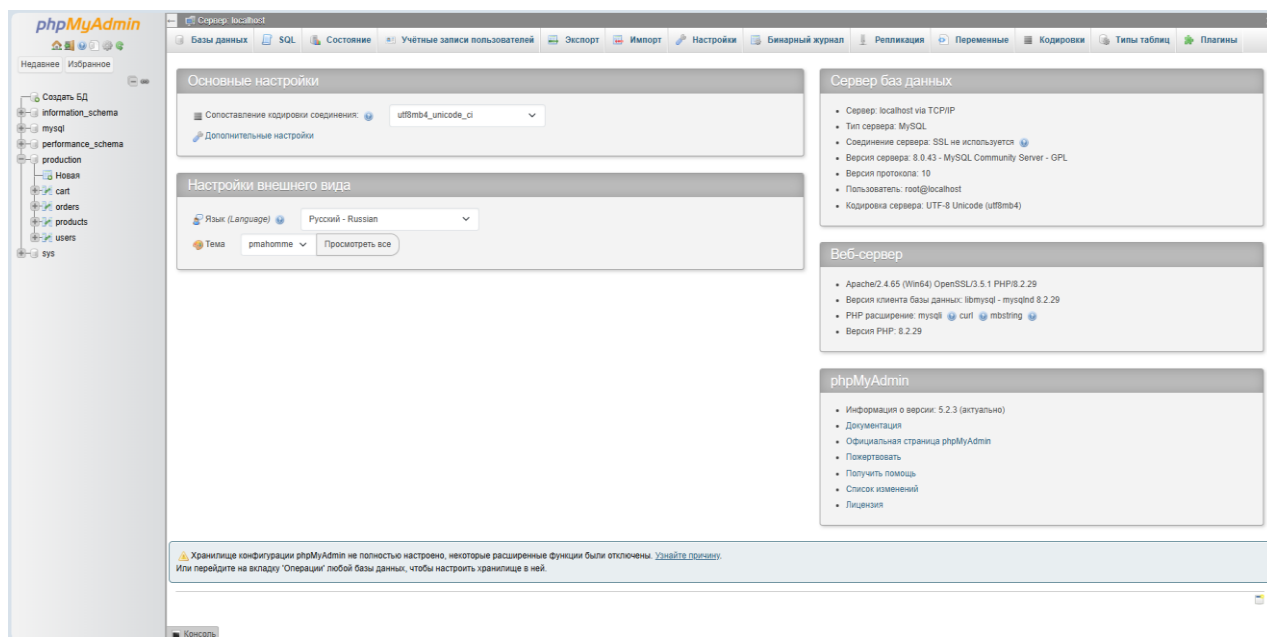 phpMyAdmin
Недавнее Избранное
Создать БД
information_schema
mysql
performance_schema
production
Новая
cart
orders
products
users
sys
Сервер: localhost
Базы данных SQL Состояние Учётные записи пользователей Экспорт Импорт Настройки Бинарный журнал Репликация Переменные Кодировки Типы таблиц Плагины
Основные настройки
Сопоставление кодировки соединения: utf8mb4_unicode_ci
Дополнительные настройки
Настройки внешнего вида
Язык (Language) Русский - Russian
Тема pmahomme Просмотреть все
Сервер баз данных
Сервер: localhost via TCP/IP
Тип сервера: MySQL
Соединение сервера: SSL не используется
Версия сервера: 8.0.43 - MySQL Community Server - GPL
Версия протокола: 10
Пользователь: root@localhost
Кодировка сервера: UTF-8 Unicode (utf8mb4)
Веб-сервер
Apache/2.4.65 (Win64) OpenSSL/3.5.1 PHP/8.2.29
Версия клиента базы данных: libmysql - mysqlnd 8.2.29
PHP расширение: mysqli curl mbstring
Версия PHP: 8.2.29
phpMyAdmin
Информация о версии: 5.2.3 (актуально)
Документация
Официальная страница phpMyAdmin
Пожертвовать
Получить помощь
Список изменений
Лицензия
Хранилище конфигурации phpMyAdmin не полностью настроено, некоторые расширенные функции были отключены. Узнайте причину.
Или перейдите на вкладку 'Операции' любой базы данных, чтобы настроить хранилище в ней.
Консоль